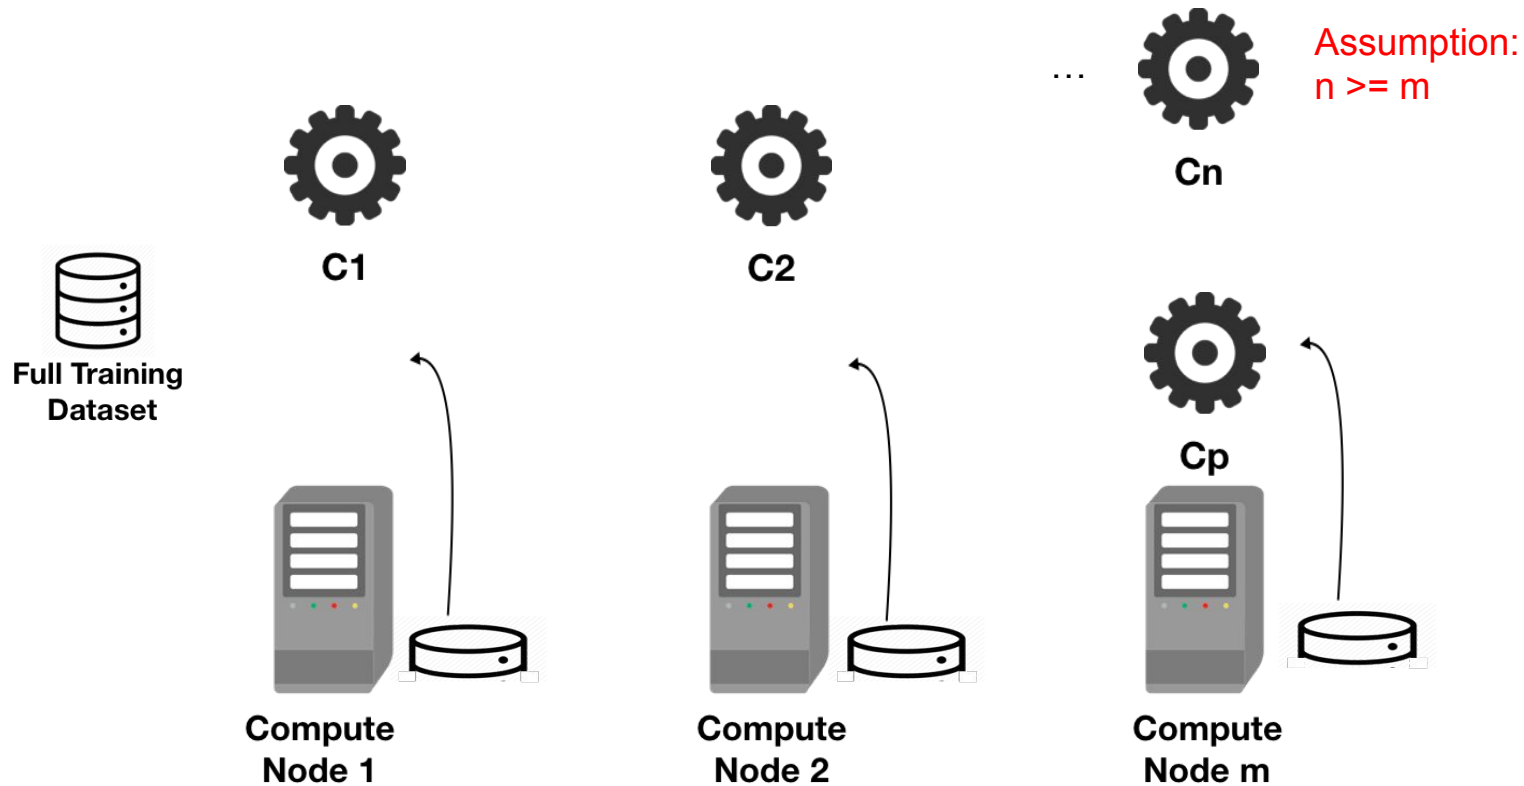 ...
Assumption:
n >= m
Cn
C1
C2
Full Training
Dataset
Cp
Compute
Node 1
Compute
Node 2
Compute
Node m